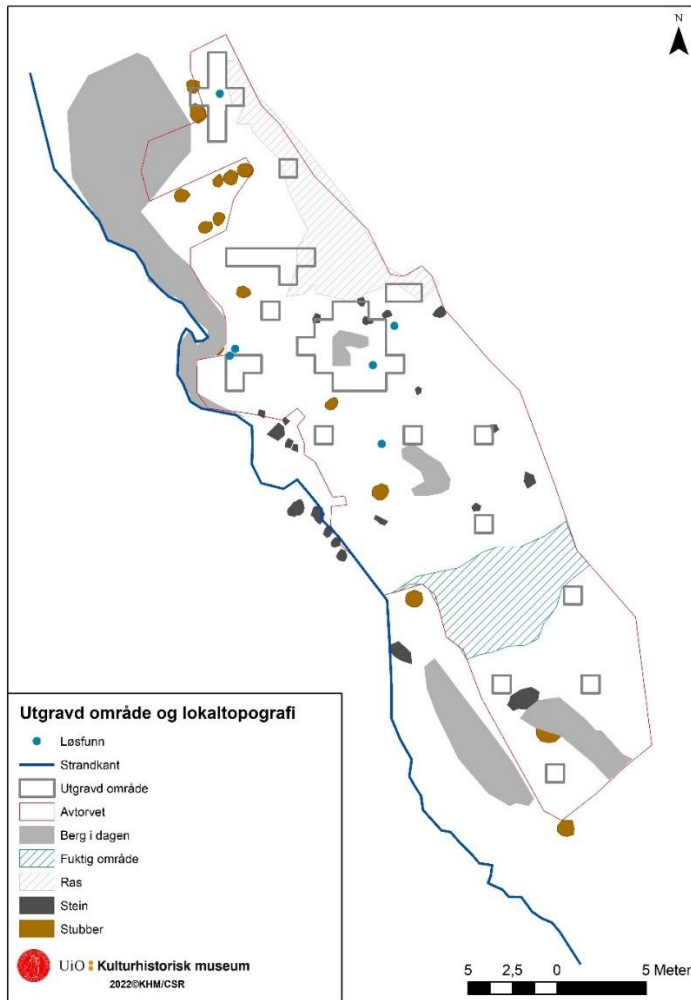 N
Utgravd område og lokaltopografi
Løsfunn
Strandkant
Utgravd område
Avtorvet
Berg i dagen
Fuktig område
Ras
Stein
Stubber
UiO Kulturhistorisk museum
2022©KHM/CSR
5 2,5 0 5 Meter